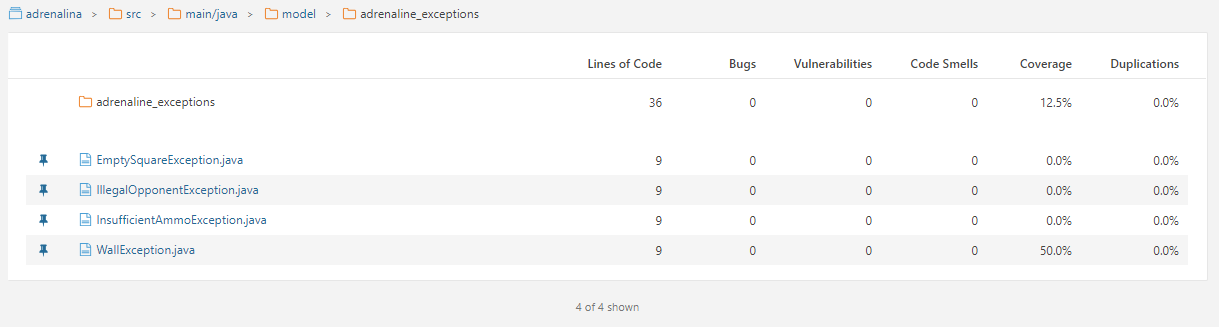 adrenalina > src > main/java > model > adrenaline_exceptions
Lines of Code Bugs Vulnerabilities Code Smells Coverage Duplications
adrenaline_exceptions 36 0 0 0 12.5% 0.0%
EmptySquareException.java 9 0 0 0 0.0% 0.0%
IllegalOpponentException.java 9 0 0 0 0.0% 0.0%
InsufficientAmmoException.java 9 0 0 0 0.0% 0.0%
WallException.java 9 0 0 0 50.0% 0.0%
4 of 4 shown